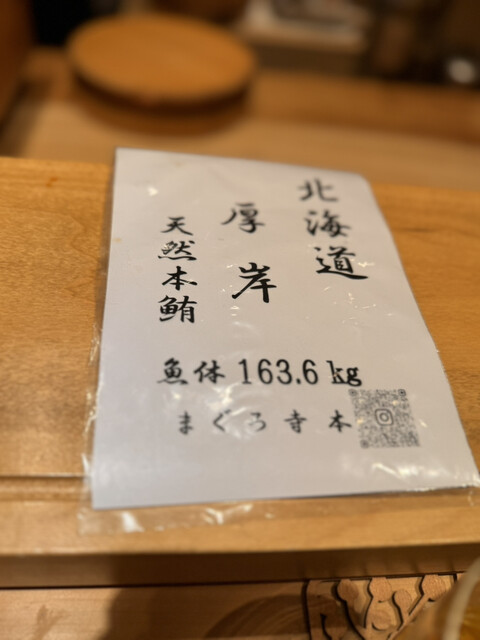 北海道
厚岸
天然本鮪
魚体 163.6 kg
まぐろ寺本